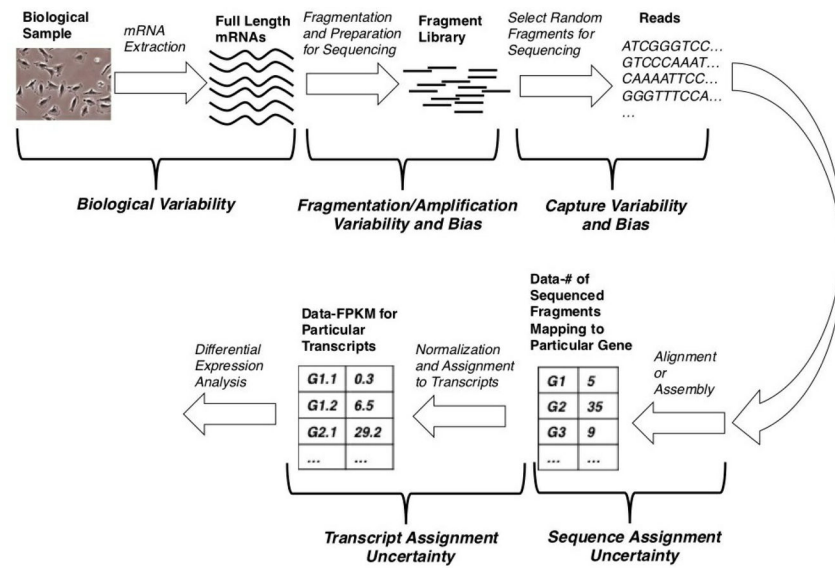 Biological
Sample
mRNA
Extraction
Full Length
mRNAs
Fragmentation
and Preparation
for Sequencing
Fragment
Library
Select Random
Fragments for
Sequencing
Reads
ATCGGGTCC...
GTCCCAAAT...
CAAAATTCC...
GGGTTTCCA...
...
Biological Variability
Fragmentation/Amplification
Variability and Bias
Capture Variability
and Bias
Differential
Expression
Analysis
Data-FPKM for
Particular
Transcripts
G1.1 0.3
G1.2 6.5
G2.1 29.2
... ...
Normalization
and Assignment
to Transcripts
Data-# of
Sequenced
Fragments
Mapping to
Particular Gene
G1 5
G2 35
G3 9
... ...
Alignment
or
Assembly
Transcript Assignment
Uncertainty
Sequence Assignment
Uncertainty